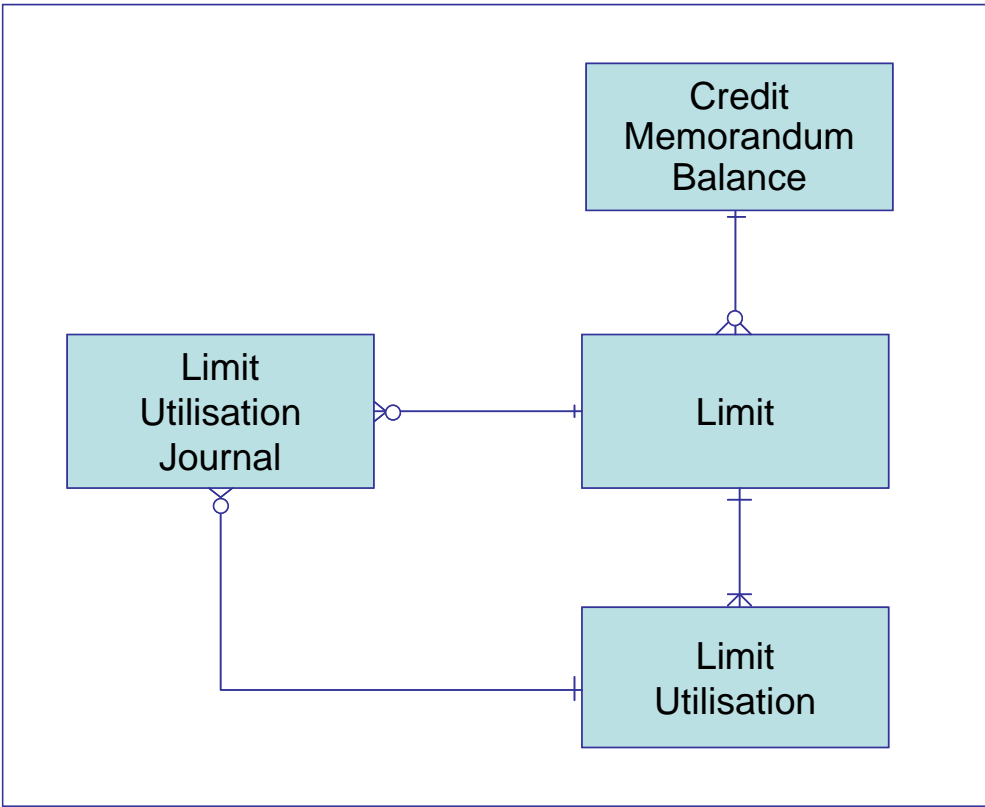 Credit
Memorandum
Balance
Limit
Utilisation
Journal
Limit
Limit
Utilisation